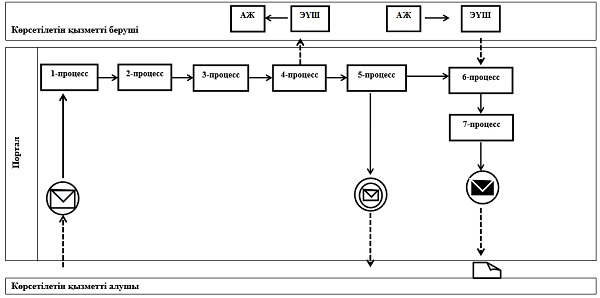 АЖ ЭҮШ АЖ ЭҮШ
Көрсетілетін қызметті беруші
1-процесс 2-процесс 3-процесс 4-процесс 5-процесс 6-процесс
7-процесс
Портал
Көрсетілетін қызметті алушы